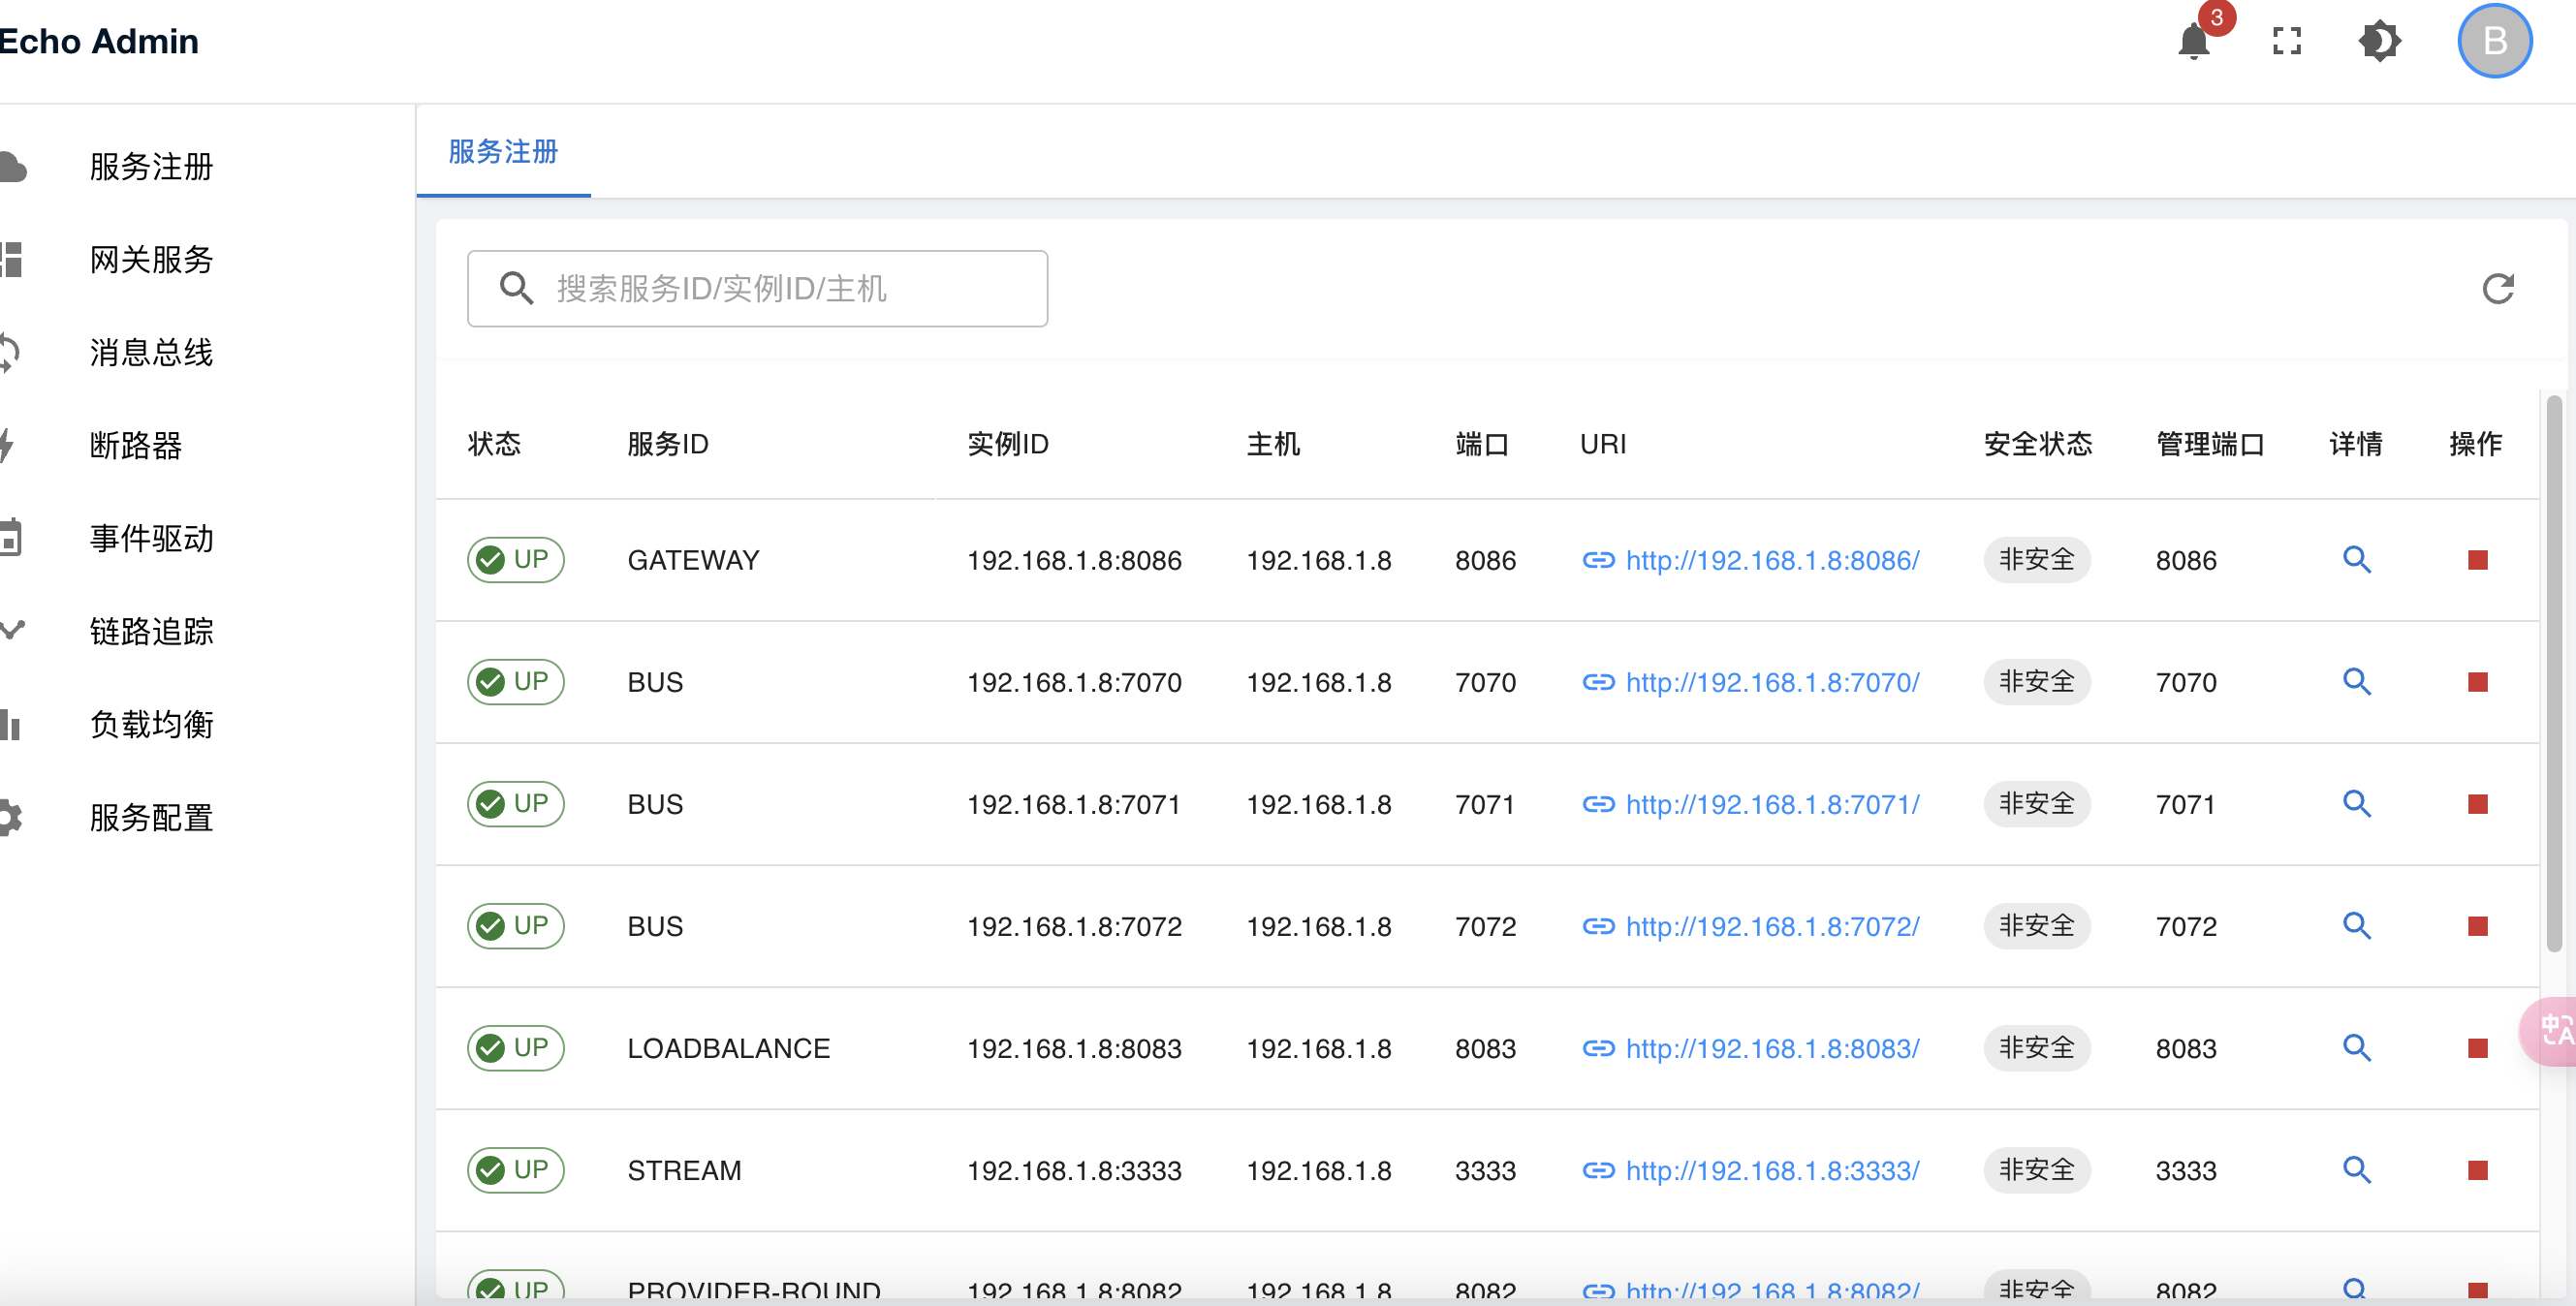 Echo Admin
3
B
服务注册
网关服务
消息总线
断路器
事件驱动
链路追踪
负载均衡
服务配置
服务注册
搜索服务ID/实例ID/主机
状态 服务ID 实例ID 主机 端口 URI 安全状态 管理端口 详情 操作
UP GATEWAY 192.168.1.8:8086 192.168.1.8 8086 http://192.168.1.8:8086/ 非安全 8086
UP BUS 192.168.1.8:7070 192.168.1.8 7070 http://192.168.1.8:7070/ 非安全 7070
UP BUS 192.168.1.8:7071 192.168.1.8 7071 http://192.168.1.8:7071/ 非安全 7071
UP BUS 192.168.1.8:7072 192.168.1.8 7072 http://192.168.1.8:7072/ 非安全 7072
UP LOADBALANCE 192.168.1.8:8083 192.168.1.8 8083 http://192.168.1.8:8083/ 非安全 8083
UP STREAM 192.168.1.8:3333 192.168.1.8 3333 http://192.168.1.8:3333/ 非安全 3333
UP PROVIDER-ROUND 192.168.1.8:8082 192.168.1.8 8082 http://192.168.1.8:8082/ 非安全 8082
中A